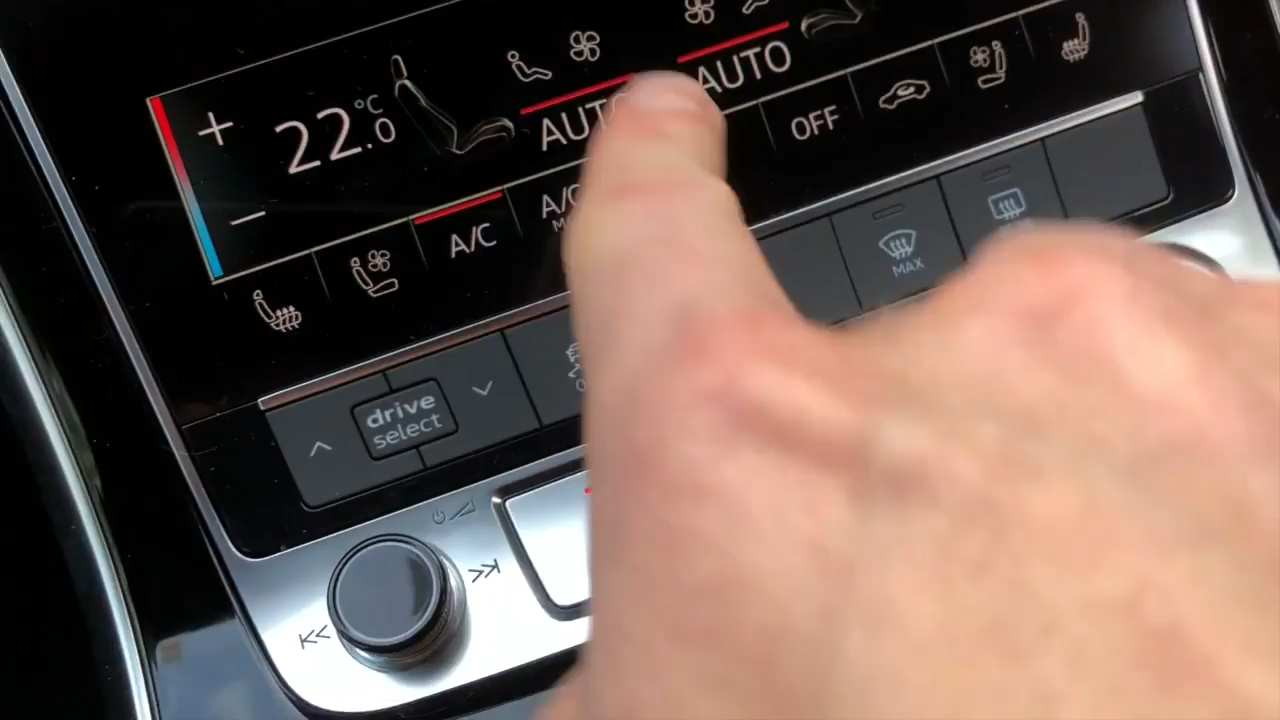 22.0 °C
AUTO
AUTO
OFF
A/C
A/C
MAX
drive
select